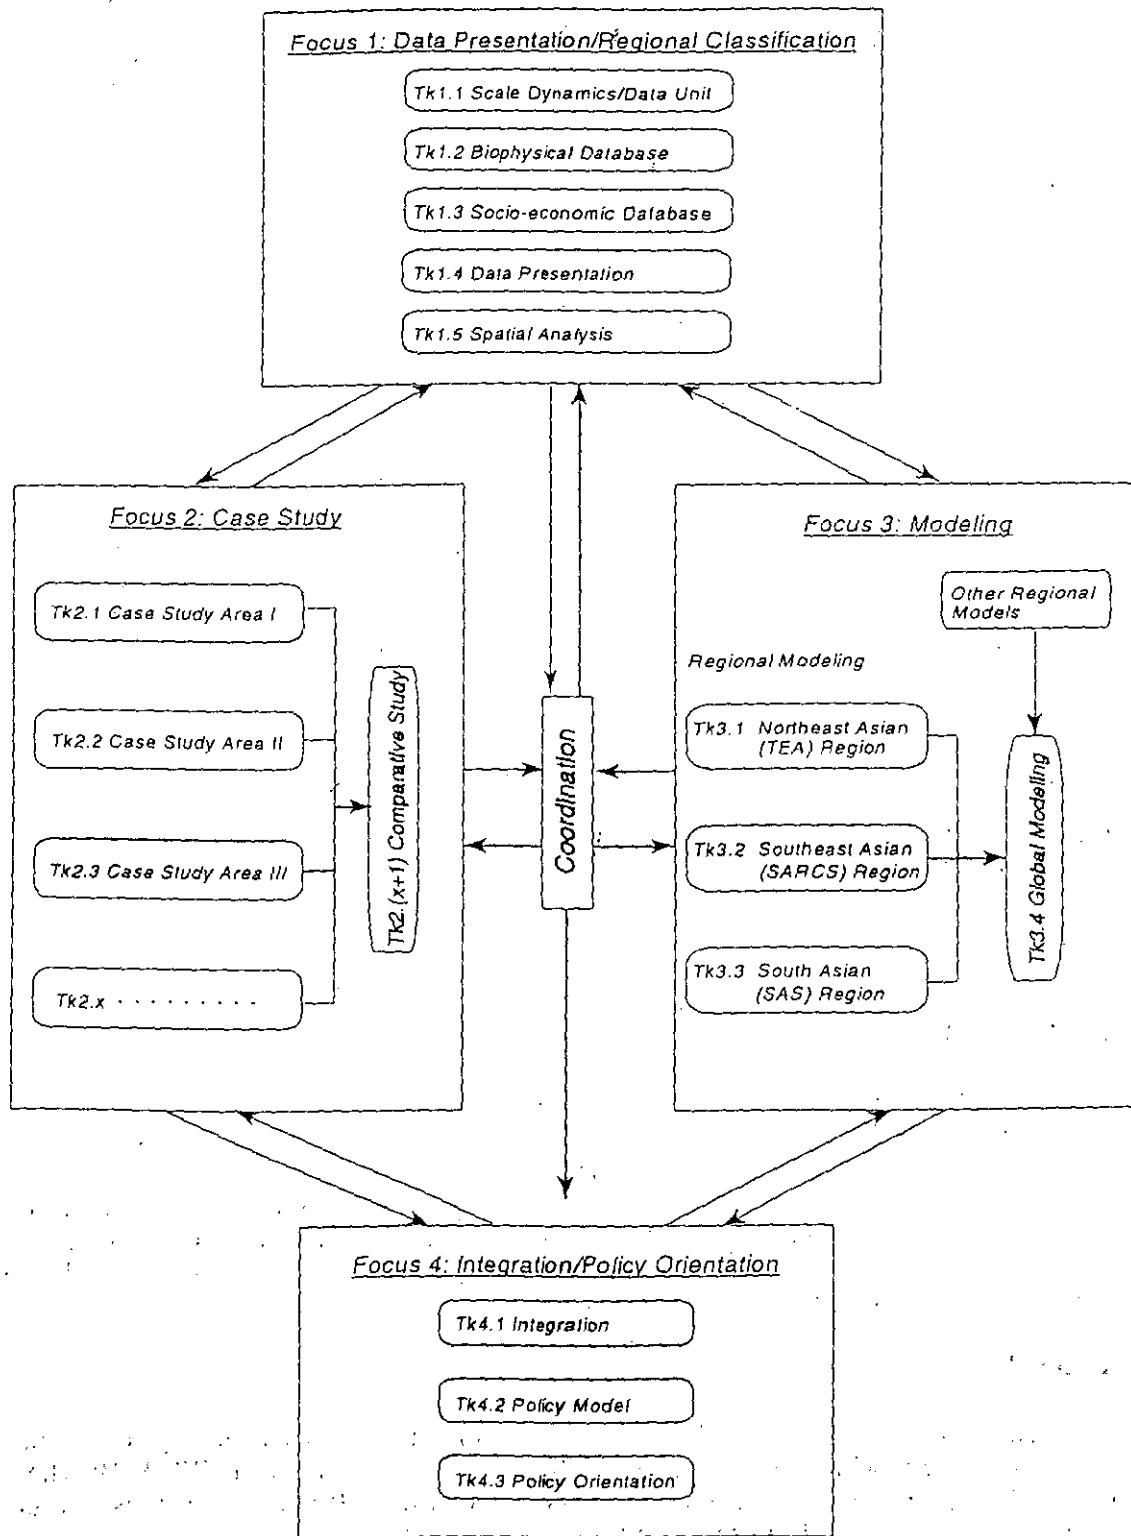 Focus 1: Data Presentation/Regional Classification
Tk1.1 Scale Dynamics/Data Unit
Tk1.2 Biophysical Database
Tk1.3 Socio-economic Database
Tk1.4 Data Presentation
Tk1.5 Spatial Analysis
Focus 2: Case Study
Tk2.1 Case Study Area I
Tk2.2 Case Study Area II
Tk2.3 Case Study Area III
Tk2.x . . . . . . . . .
Tk2.(x+1) Comparative Study
Coordination
Focus 3: Modeling
Other Regional
Models
Regional Modeling
Tk3.1 Northeast Asian
(TEA) Region
Tk3.2 Southeast Asian
(SARCS) Region
Tk3.3 South Asian
(SAS) Region
Tk3.4 Global Modeling
Focus 4: Integration/Policy Orientation
Tk4.1 Integration
Tk4.2 Policy Model
Tk4.3 Policy Orientation